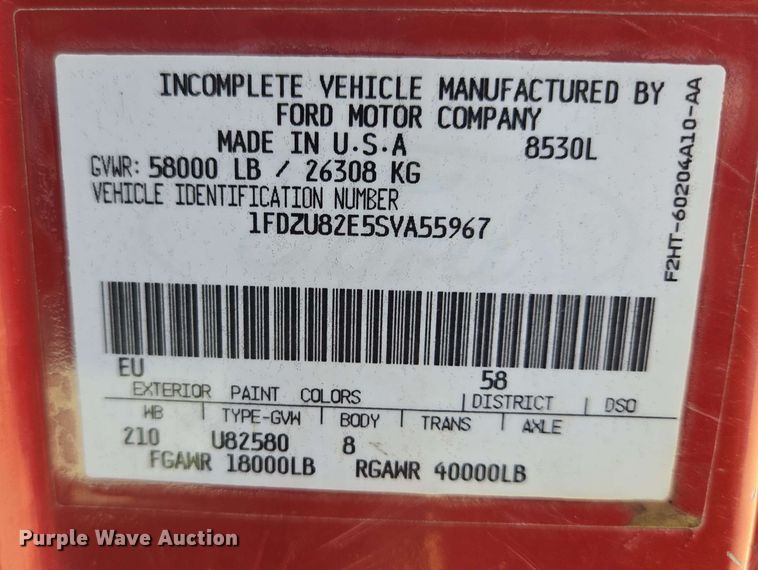 INCOMPLETE VEHICLE MANUFACTURED BY
FORD MOTOR COMPANY
MADE IN U.S.A 8530L
GVWR: 58000 LB / 26308 KG
VEHICLE IDENTIFICATION NUMBER
1FDZU82E5SVA55967
F2HT-60204A10-AA
EU 58
EXTERIOR PAINT COLORS DISTRICT DSO
WB TYPE-GVW BODY TRANS AXLE
210 U82580 8
FGAWR 18000LB RGAWR 40000LB
Purple Wave Auction